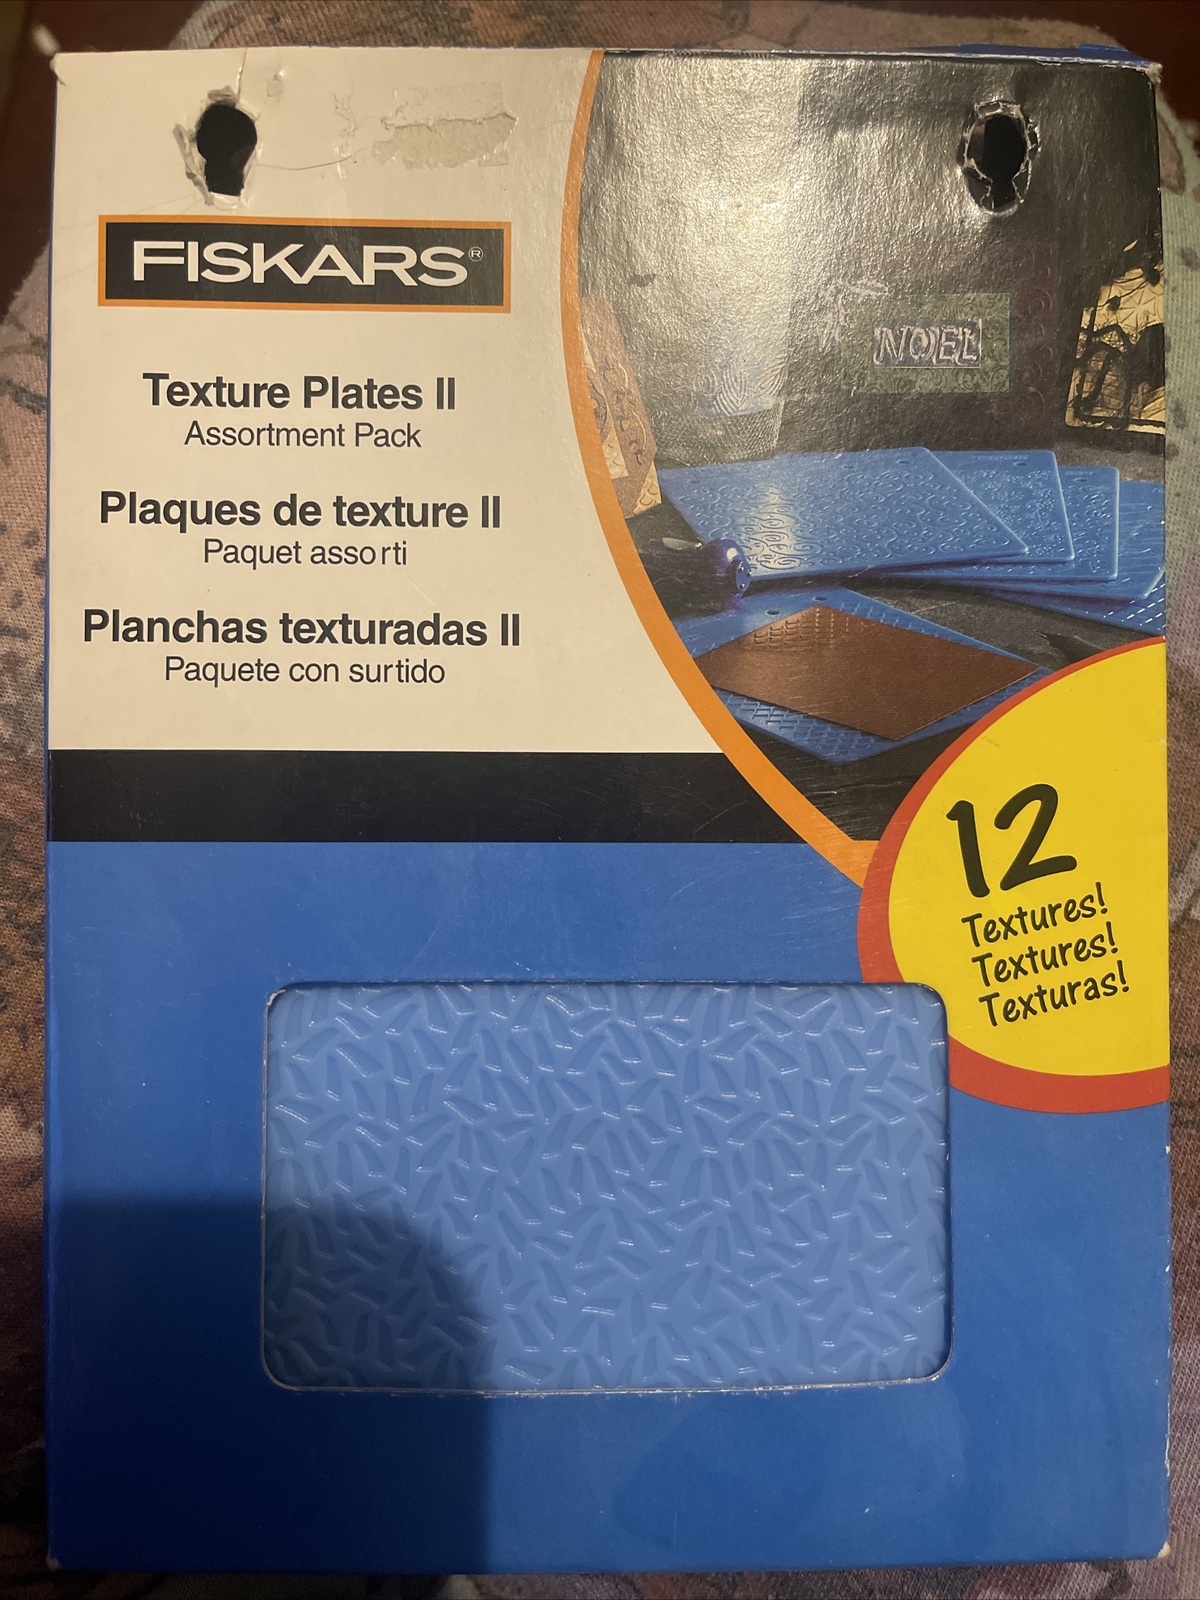 FISKARS®
Texture Plates II
Assortment Pack
Plaques de texture II
Paquet assorti
Planchas texturadas II
Paquete con surtido
NOEL
12
Textures!
Textures!
Texturas!